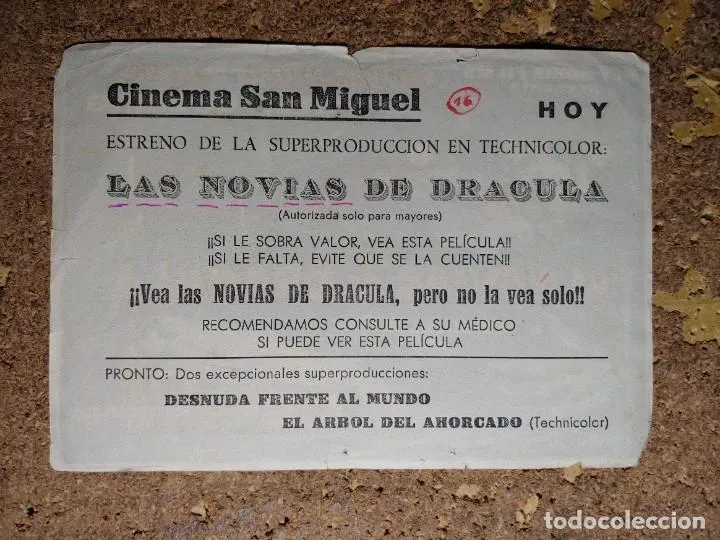 Cinema San Miguel 16 HOY
ESTRENO DE LA SUPERPRODUCCION EN TECHNICOLOR:
LAS NOVIAS DE DRACULA
(Autorizada solo para mayores)
¡¡SI LE SOBRA VALOR, VEA ESTA PELÍCULA!!
¡¡SI LE FALTA, EVITE QUE SE LA CUENTEN!!
¡¡Vea las NOVIAS DE DRACULA, pero no la vea sólo!!
RECOMENDAMOS CONSULTE A SU MÉDICO
SI PUEDE VER ESTA PELÍCULA
PRONTO: Dos excepcionales superproducciones:
DESNUDA FRENTE AL MUNDO
EL ARBOL DEL AHORCADO (Technicolor)
todocoleccion